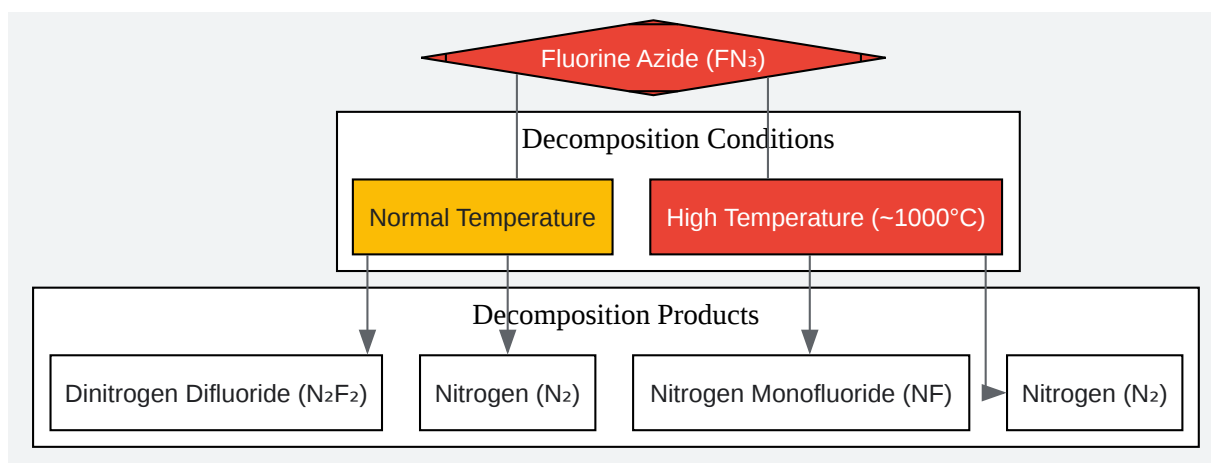 Fluorine Azide (FN₃)
Decomposition Conditions
Normal Temperature
High Temperature (~1000°C)
Decomposition Products
Dinitrogen Difluoride (N₂F₂)
Nitrogen (N₂)
Nitrogen Monofluoride (NF)
Nitrogen (N₂)